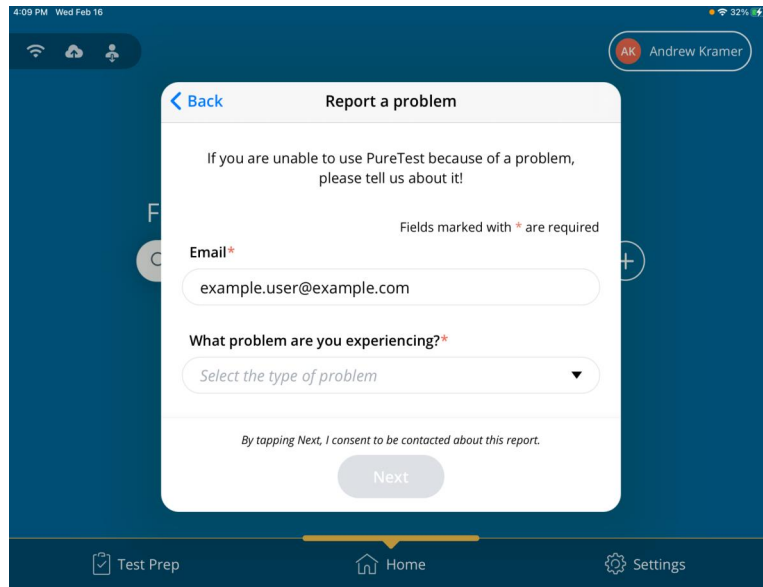 4:09 PM Wed Feb 16
32%
AK Andrew Kramer
Back
Report a problem
If you are unable to use PureTest because of a problem,
please tell us about it!
F
Fields marked with * are required
Email*
example.user@example.com
What problem are you experiencing?*
Select the type of problem
By tapping Next, I consent to be contacted about this report.
Next
Test Prep
Home
Settings